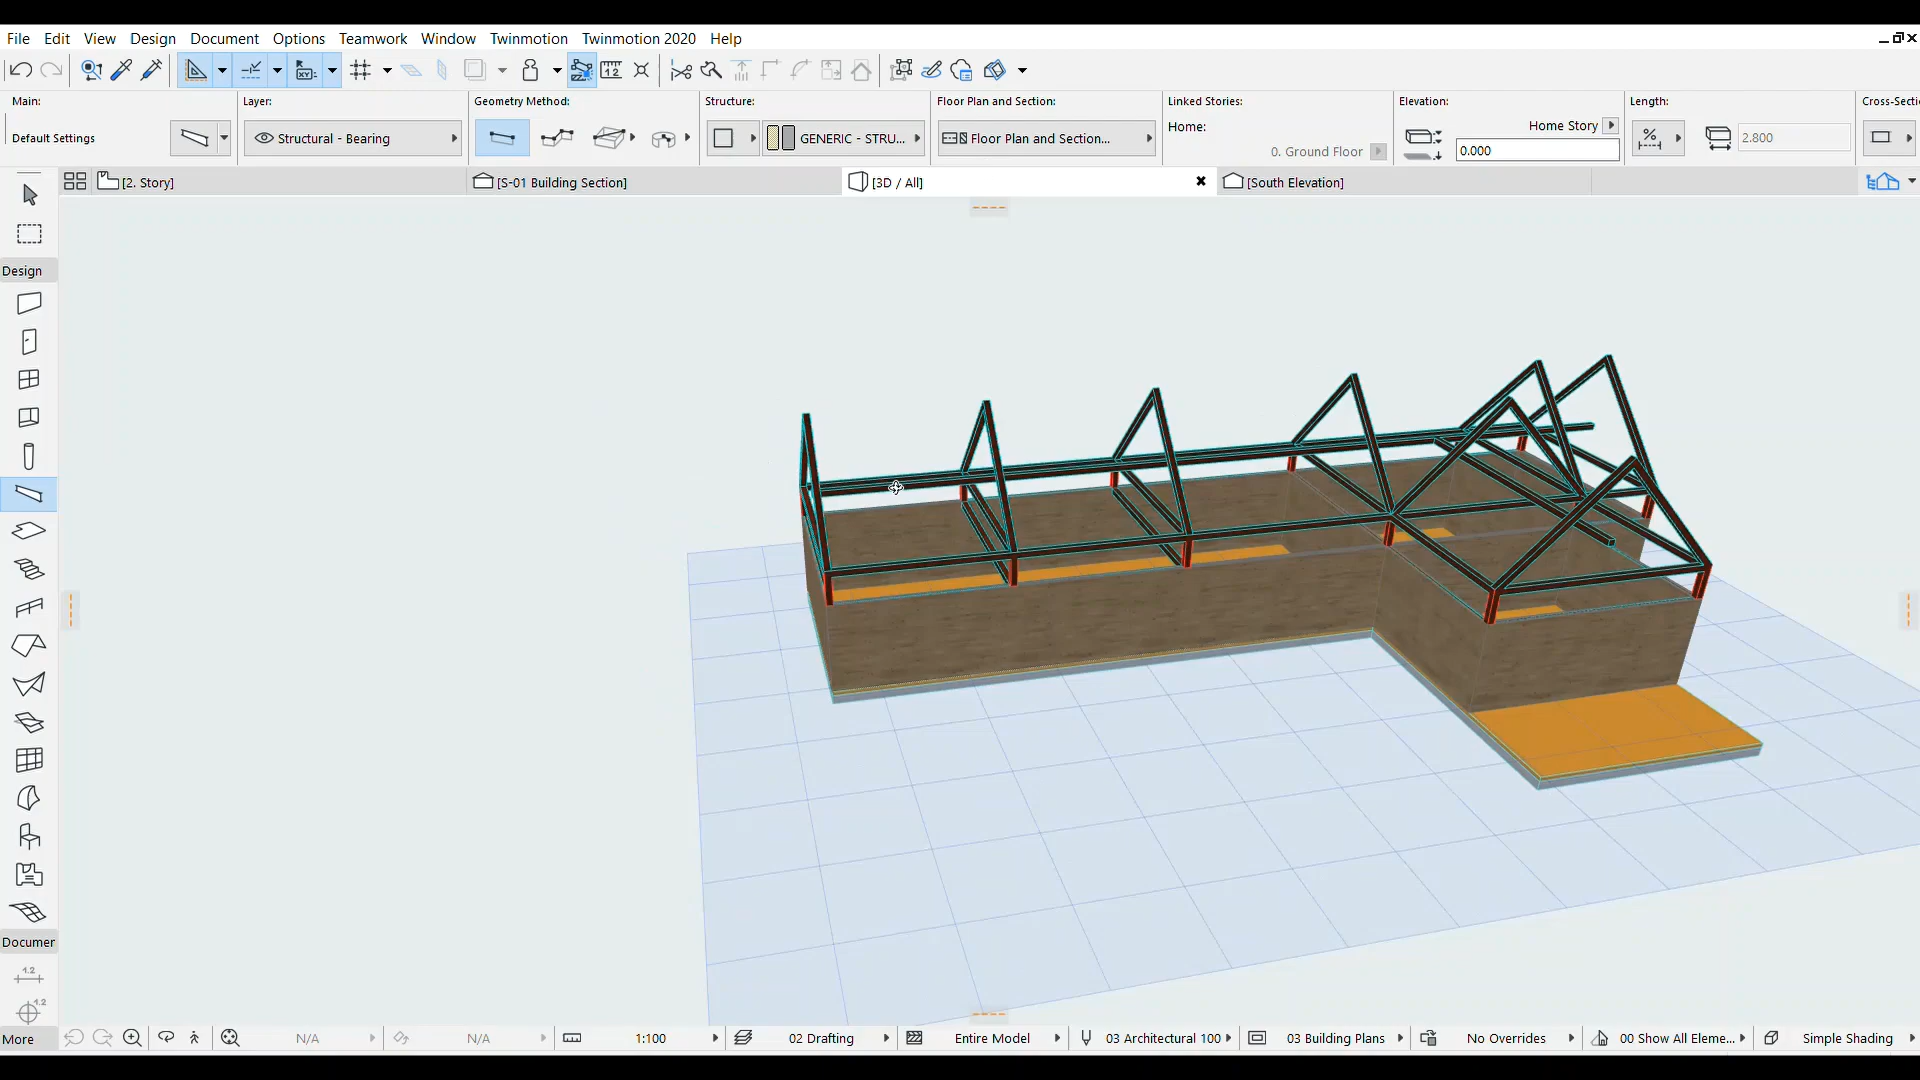 File Edit View Design Document Options Teamwork Window Twinmotion Twinmotion 2020 Help
Main: Layer: Geometry Method: Structure: Floor Plan and Section: Linked Stories: Elevation: Length: Cross-Secti
Default Settings Structural - Bearing GENERIC - STRU... Floor Plan and Section... Home: Home Story 2.800
0. Ground Floor 0.000
[2. Story] [S-01 Building Section] [3D / All] [South Elevation]
Design
Documer
1.2
1.2
More N/A N/A 1:100 02 Drafting Entire Model 03 Architectural 100 03 Building Plans No Overrides 00 Show All Eleme... Simple Shading